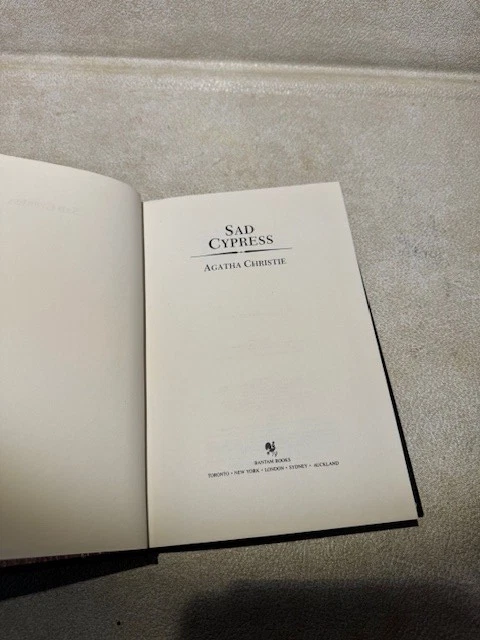 SAD
CYPRESS
AGATHA CHRISTIE
BANTAM BOOKS
TORONTO • NEW YORK • LONDON • SYDNEY • AUCKLAND